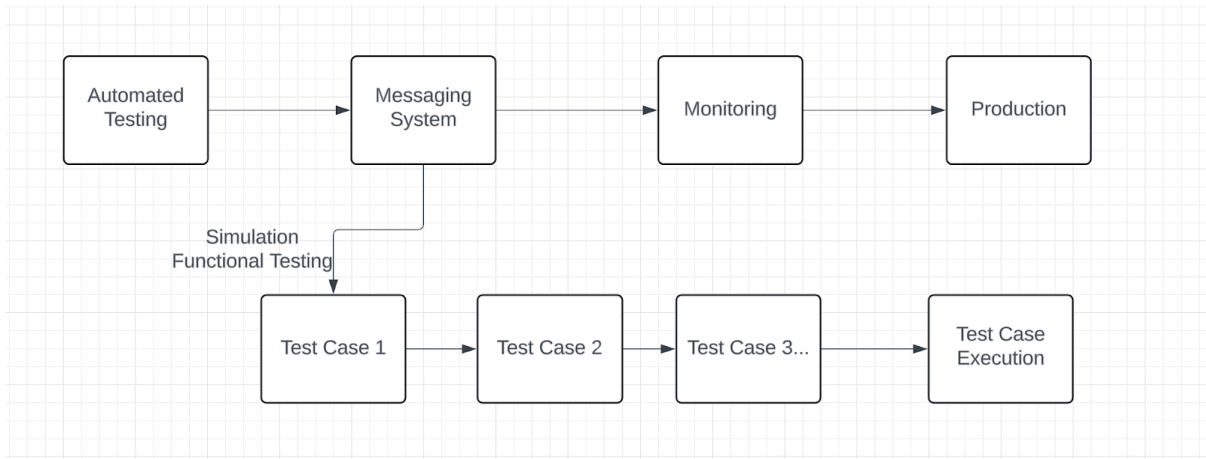 Automated
Testing
Messaging
System
Monitoring
Production
Simulation
Functional Testing
Test Case 1
Test Case 2
Test Case 3...
Test Case
Execution